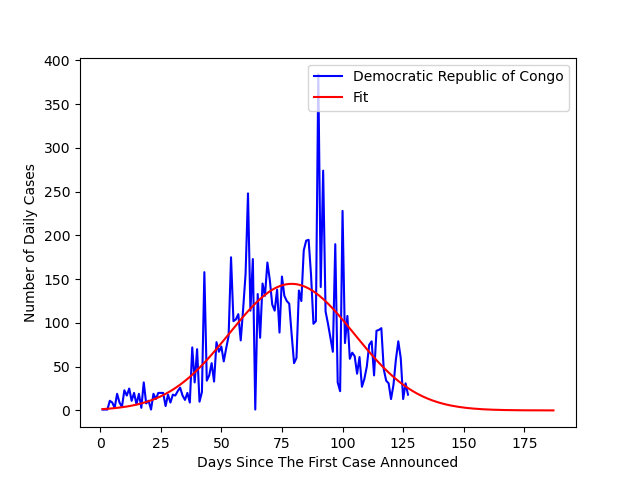 Democratic Republic of Congo
Fit
400
350
300
250
200
150
100
50
0
Number of Daily Cases
0 25 50 75 100 125 150 175
Days Since The First Case Announced